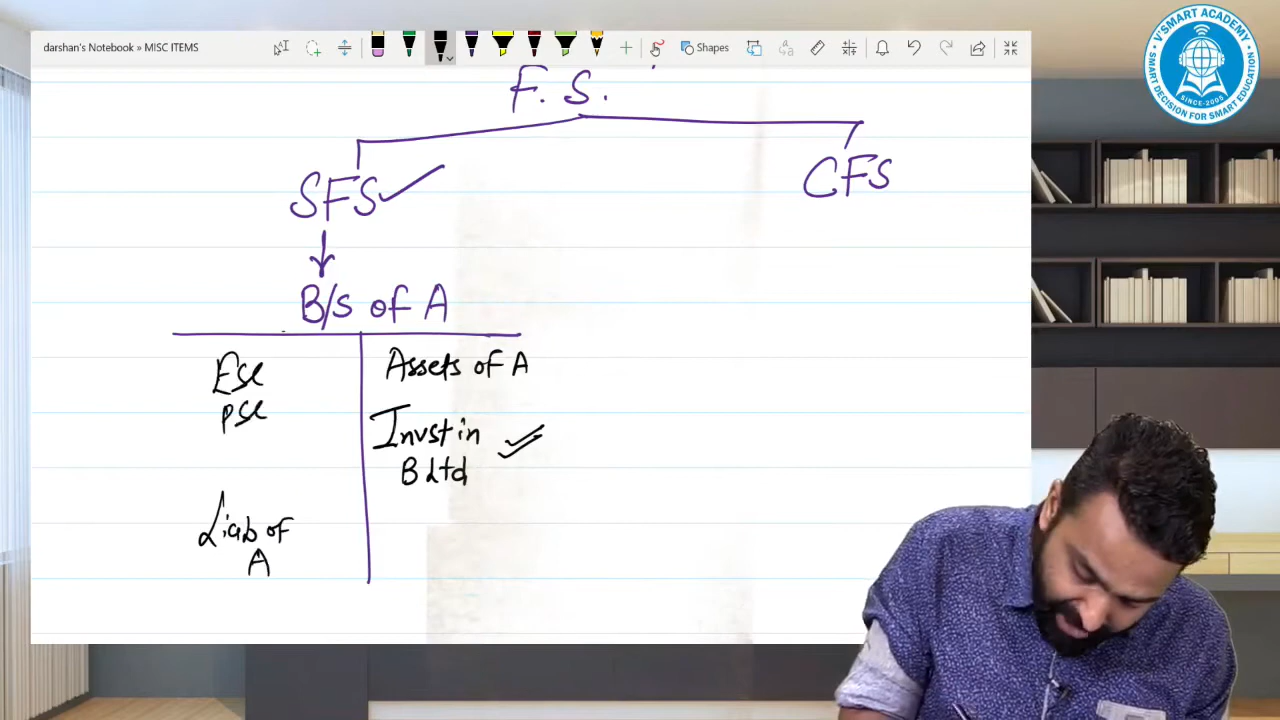 darshan's Notebook » MISC ITEMS
Shapes
V'SMART ACADEMY
SMART DECISION FOR SMART EDUCATION
SINCE-2005
F. S.
SFS
CFS
B/S of A
ESC
PSC
Liab of
A
Assets of A
Invst in
B Ltd